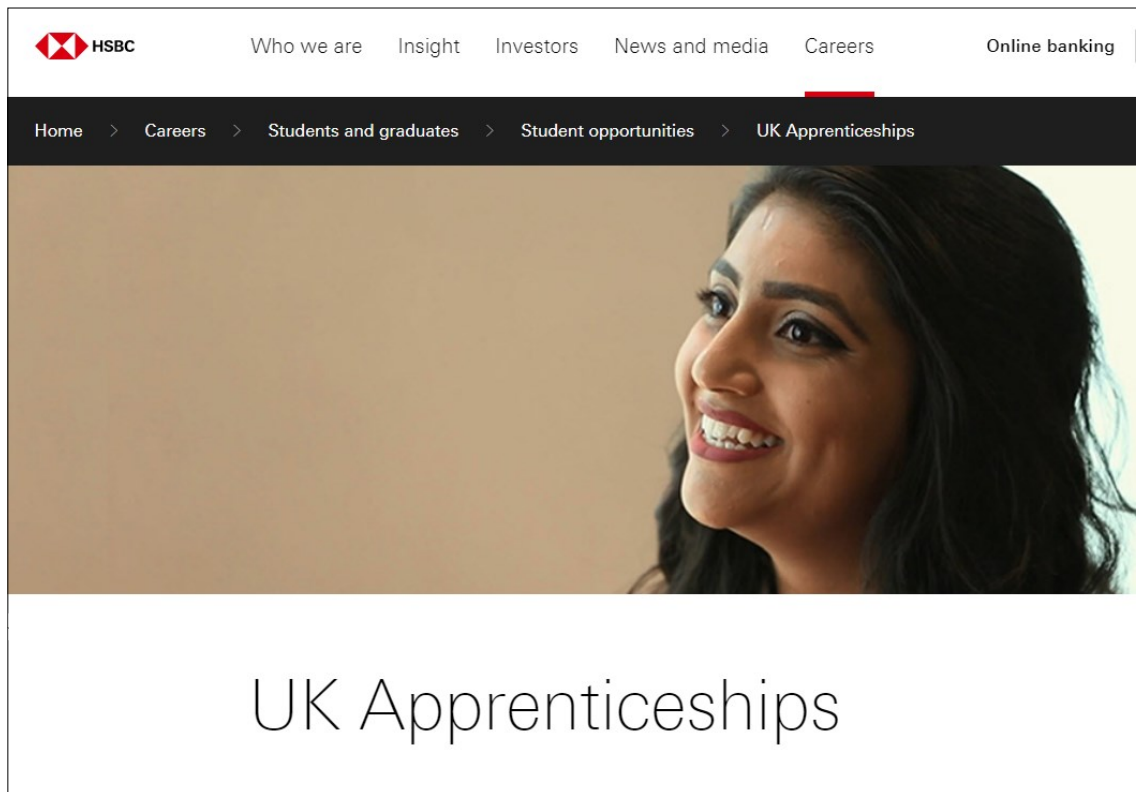 HSBC
Who we are Insight Investors News and media Careers Online banking
Home > Careers > Students and graduates > Student opportunities > UK Apprenticeships
UK Apprenticeships